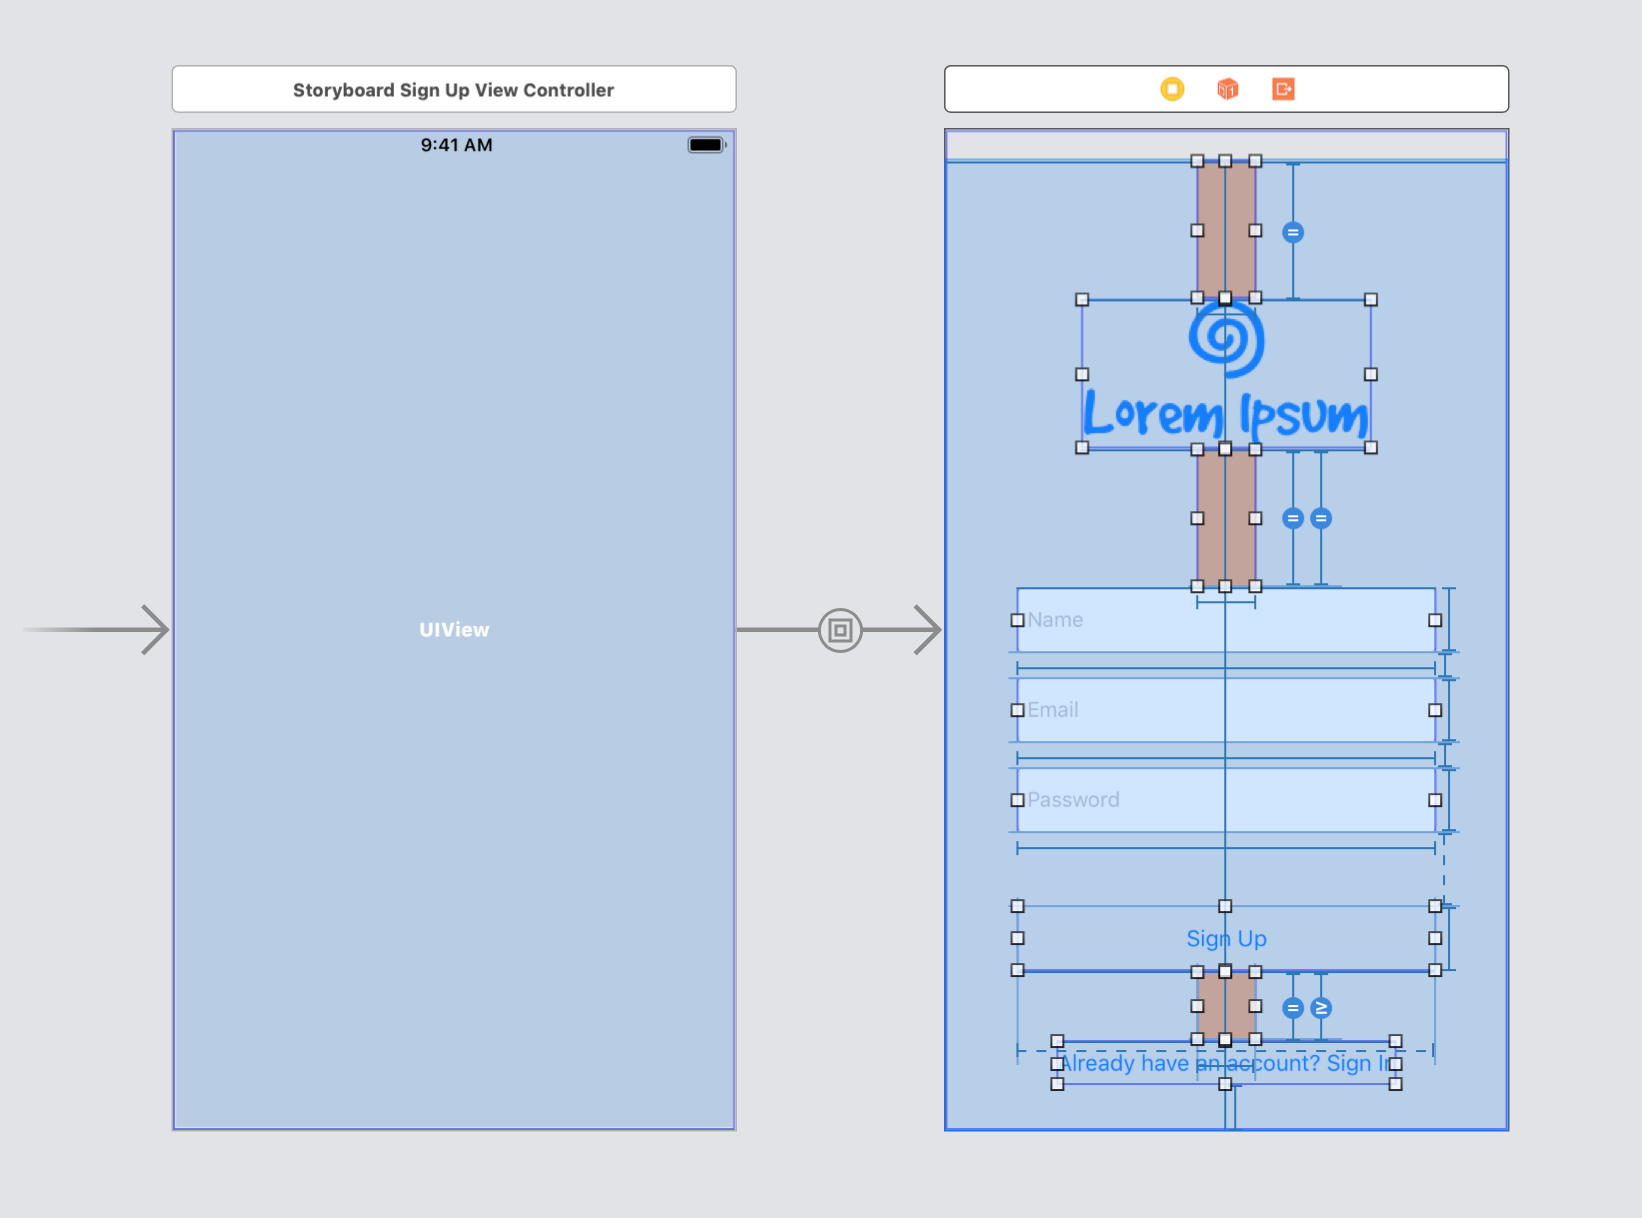 Storyboard Sign Up View Controller
9:41 AM
UIView
Lorem Ipsum
Name
Email
Password
Sign Up
Already have an account? Sign In